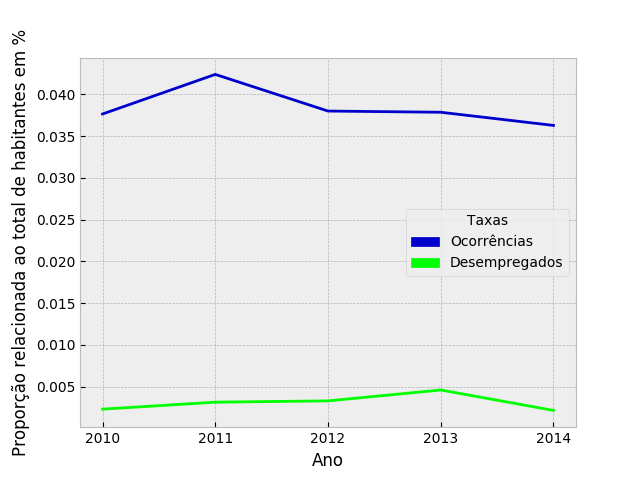 Proporção relacionada ao total de habitantes em %
0.040
0.035
0.030
0.025
0.020
0.015
0.010
0.005
Taxas
Ocorrências
Desempregados
2010 2011 2012 2013 2014
Ano